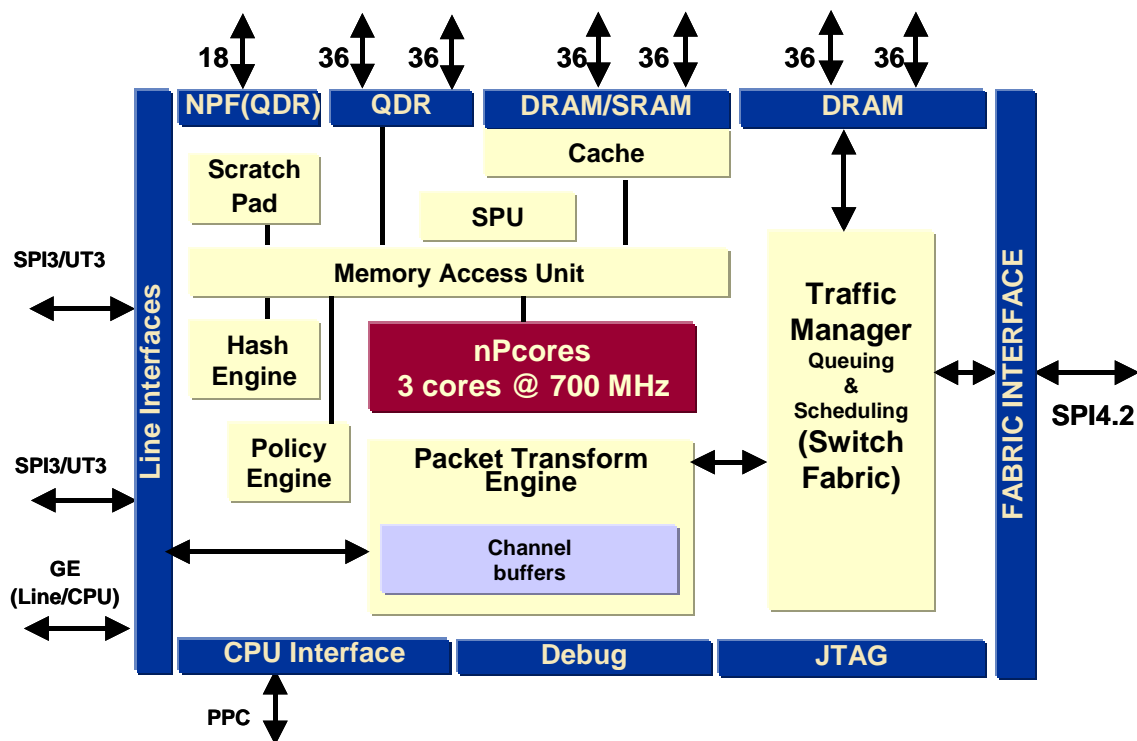 18
36
36
36
36
36
36
NPF(QDR)
QDR
DRAM/SRAM
DRAM
Cache
Scratch
Pad
SPU
Memory Access Unit
SPI3/UT3
Line Interfaces
Hash
Engine
nPcores
3 cores @ 700 MHz
Traffic
Manager
Queuing
&
Scheduling
(Switch
Fabric)
FABRIC INTERFACE
SPI4.2
SPI3/UT3
Policy
Engine
Packet Transform
Engine
Channel
buffers
GE
(Line/CPU)
CPU Interface
Debug
JTAG
PPC